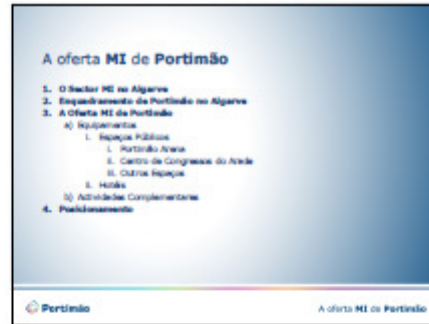 A oferta MI de Portimão
1. O Sector MI no Algarve
2. Enquadramento de Portimão no Algarve
3. A Oferta MI de Portimão
a) Equipamentos
i. Espaços Públicos
i. Portimão Arena
ii. Centro de Congressos do Arade
iii. Outros Espaços
ii. Hotéis
b) Actividades Complementares
4. Posicionamento
Portimão
A oferta MI de Portimão